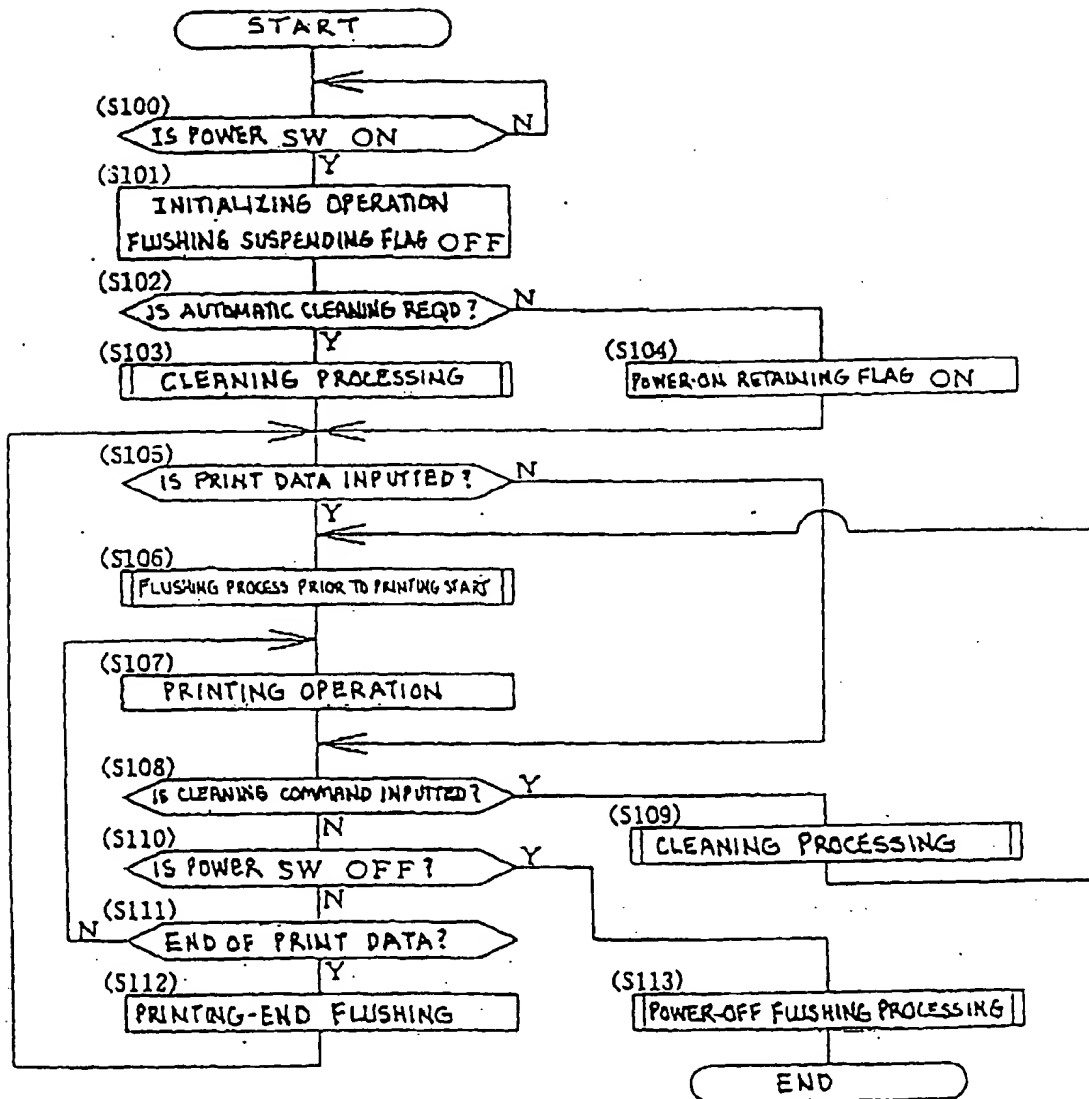 START
(S100)
IS POWER SW ON
N
Y
(S101)
INITIALIZING OPERATION
FLUSHING SUSPENDING FLAG OFF
(S102)
IS AUTOMATIC CLEANING REQD?
N
Y
(S103)
CLEANING PROCESSING
(S104)
POWER-ON RETAINING FLAG ON
(S105)
IS PRINT DATA INPUTTED?
N
Y
(S106)
FLUSHING PROCESS PRIOR TO PRINTING START
(S107)
PRINTING OPERATION
(S108)
IS CLEANING COMMAND INPUTTED?
Y
N
(S109)
CLEANING PROCESSING
(S110)
IS POWER SW OFF?
Y
N
(S111)
N
END OF PRINT DATA?
Y
(S112)
PRINTING-END FLUSHING
(S113)
POWER-OFF FLUSHING PROCESSING
END